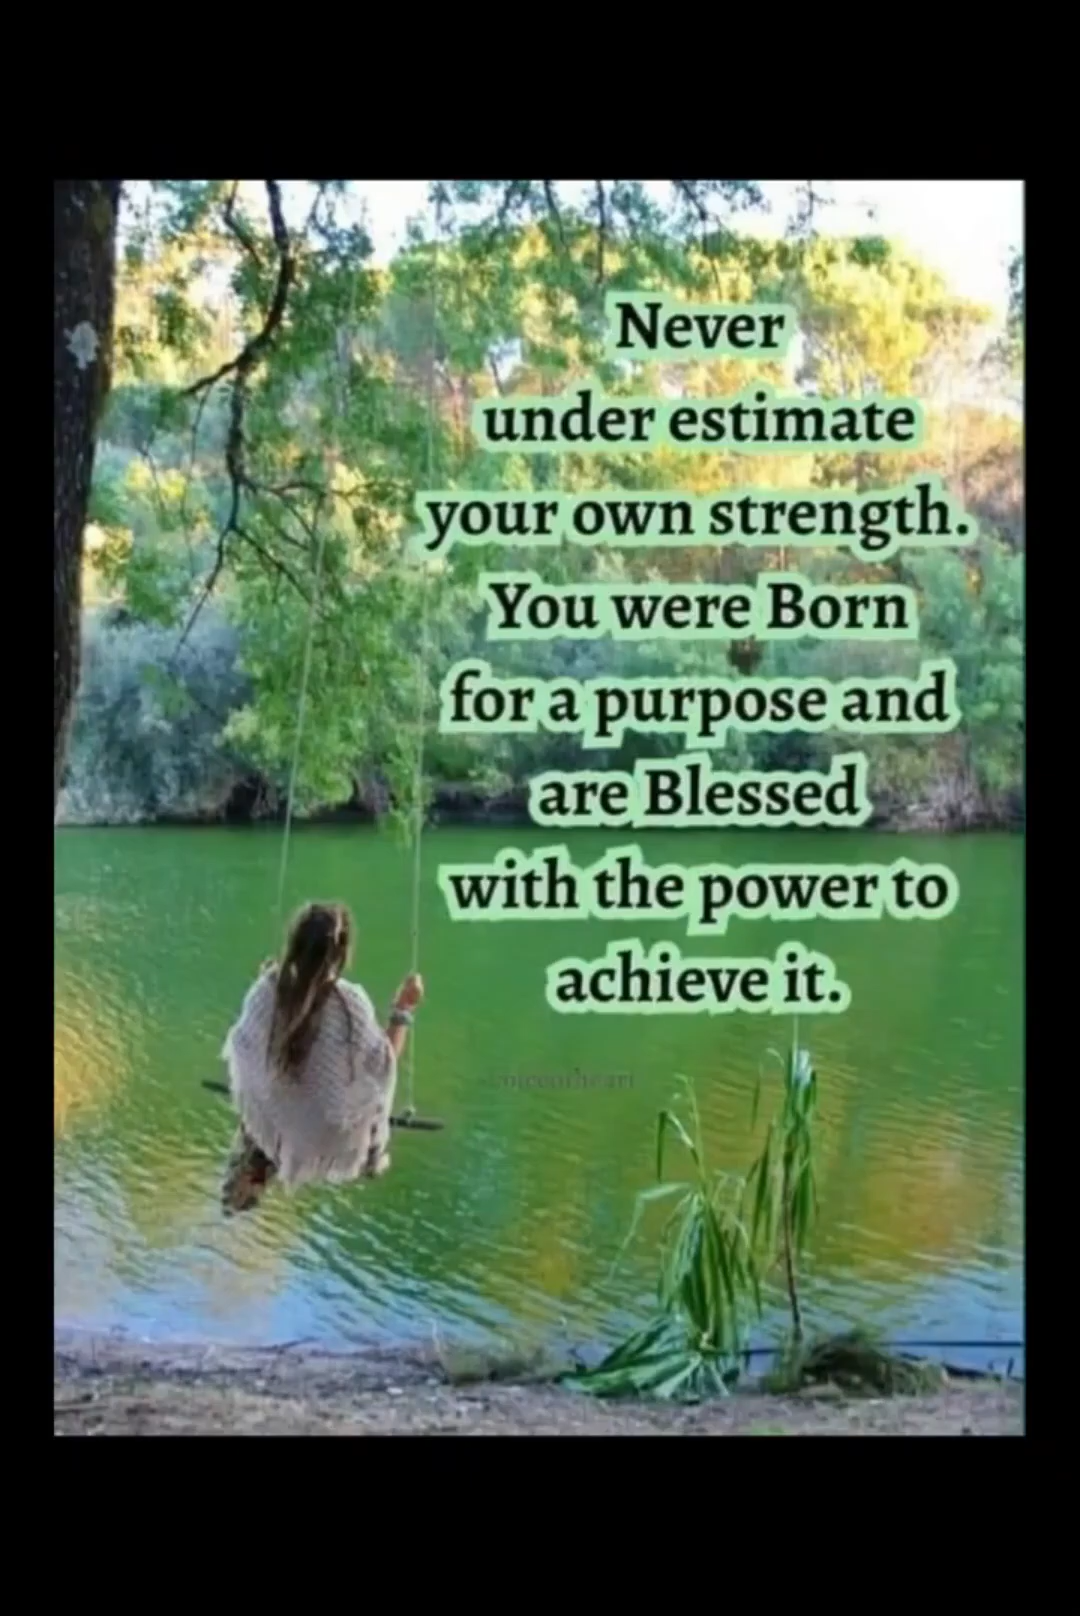 Never
under estimate
your own strength.
You were Born
for a purpose and
are Blessed
with the power to
achieve it.